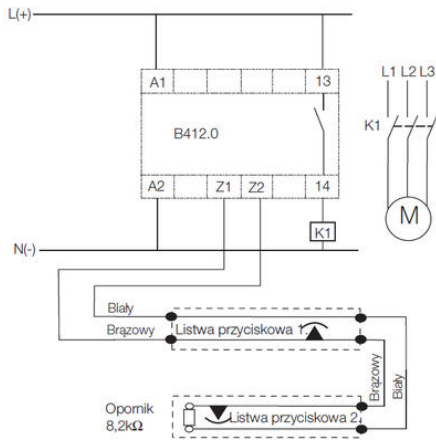 L(+)
A1
13
L1 L2 L3
K1
B412.0
M
A2
Z1
Z2
14
K1
N(-)
Biały
Brązowy
Listwa przyciskowa 1.
Brązowy
Biały
Opornik
8,2kΩ
Listwa przyciskowa 2.